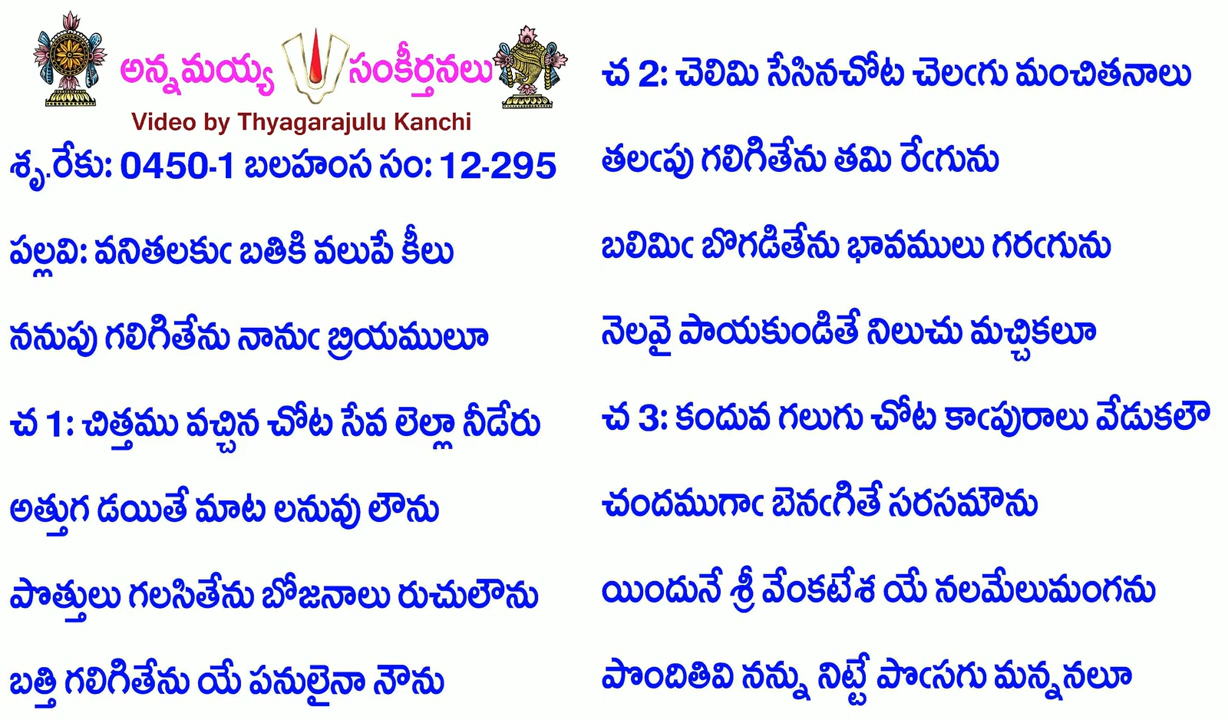 అన్నమయ్య సంకీర్తనలు
Video by Thyagarajulu Kanchi
శృ.రేకు: 0450-1 బలహంస సం: 12-295
పల్లవి: వనితలకుఁ బతికి వలుపే కీలు
ననుపు గలిగితేను నానుఁ బ్రియములూ
చ 1: చిత్తము వచ్చిన చోట సేవ లెల్లా నీడేరు
అత్తుగ డయితే మాట లనువు లౌను
పొత్తులు గలసితేను బోజనాలు రుచులౌను
బత్తి గలిగితేను యే పనులైనా నౌను
చ 2: చెలిమి సేసినచోట చెలఁగు మంచితనాలు
తలఁపు గలిగితేను తమి రేఁగును
బలిమిఁ బొగడితేను భావములు గరఁగును
నెలవై పాయకుండితే నిలుచు మచ్చికలూ
చ 3: కందువ గలుగు చోట కాఁపురాలు వేడుకలౌ
చందముగాఁ బెనఁగితే సరసమౌను
యిందునే శ్రీ వేంకటేశ యే నలమేలుమంగను
పొందితివి నన్ను నిట్టే పొఁసగు మన్ననలూ